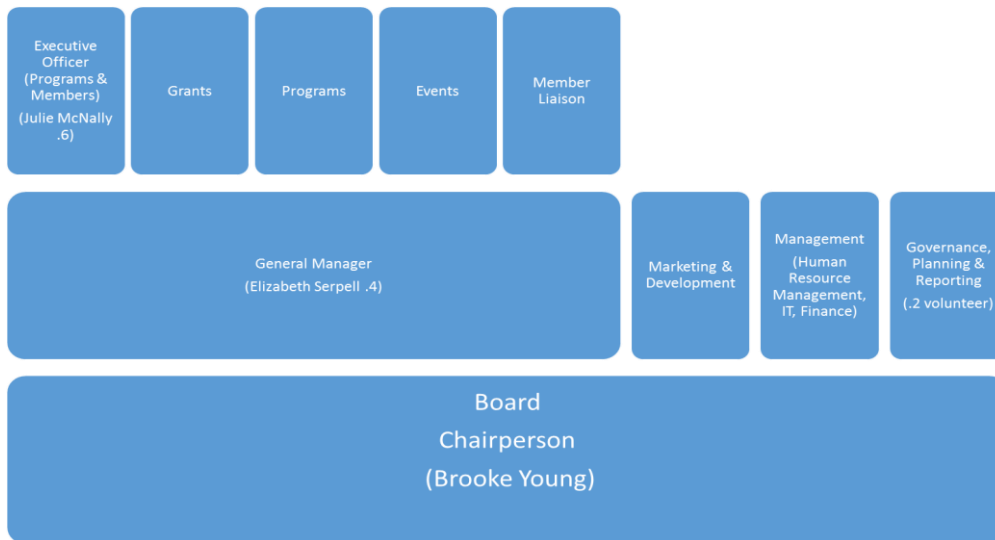 Executive
Officer
(Programs &
Members)
(Julie McNally
.6)
Grants
Programs
Events
Member
Liaison
General Manager
(Elizabeth Serpell .4)
Marketing &
Development
Management
(Human
Resource
Management,
IT, Finance)
Governance,
Planning &
Reporting
(.2 volunteer)
Board
Chairperson
(Brooke Young)